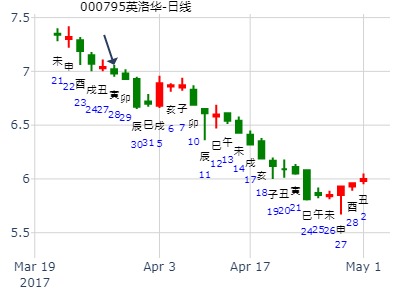 000795英洛华-日线
7.5
7
6.5
6
5.5
未
21
申
22
酉
23
戌
24
丑
27
寅
28
卯
29
辰
30
巳
31
戌
5
亥
6
子
7
卯
10
辰
11
巳
12
午
13
未
14
戌
17
亥
18
子
19
丑
20
寅
21
巳
24
午
25
未
26
申
27
酉
28
丑
2
Mar 19
2017
Apr 3
Apr 17
May 1